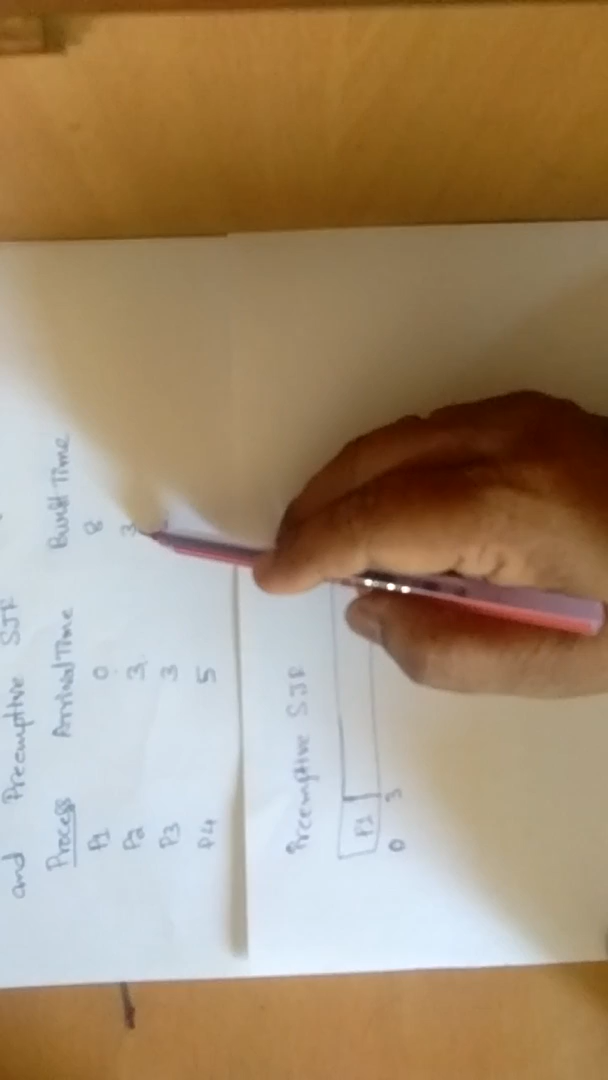 and Preemptive SJF
Process Arrival Time Burst Time
P1 0 8
P2 3 3
P3 3
P4 5
Preemptive SJF
P1
0 3